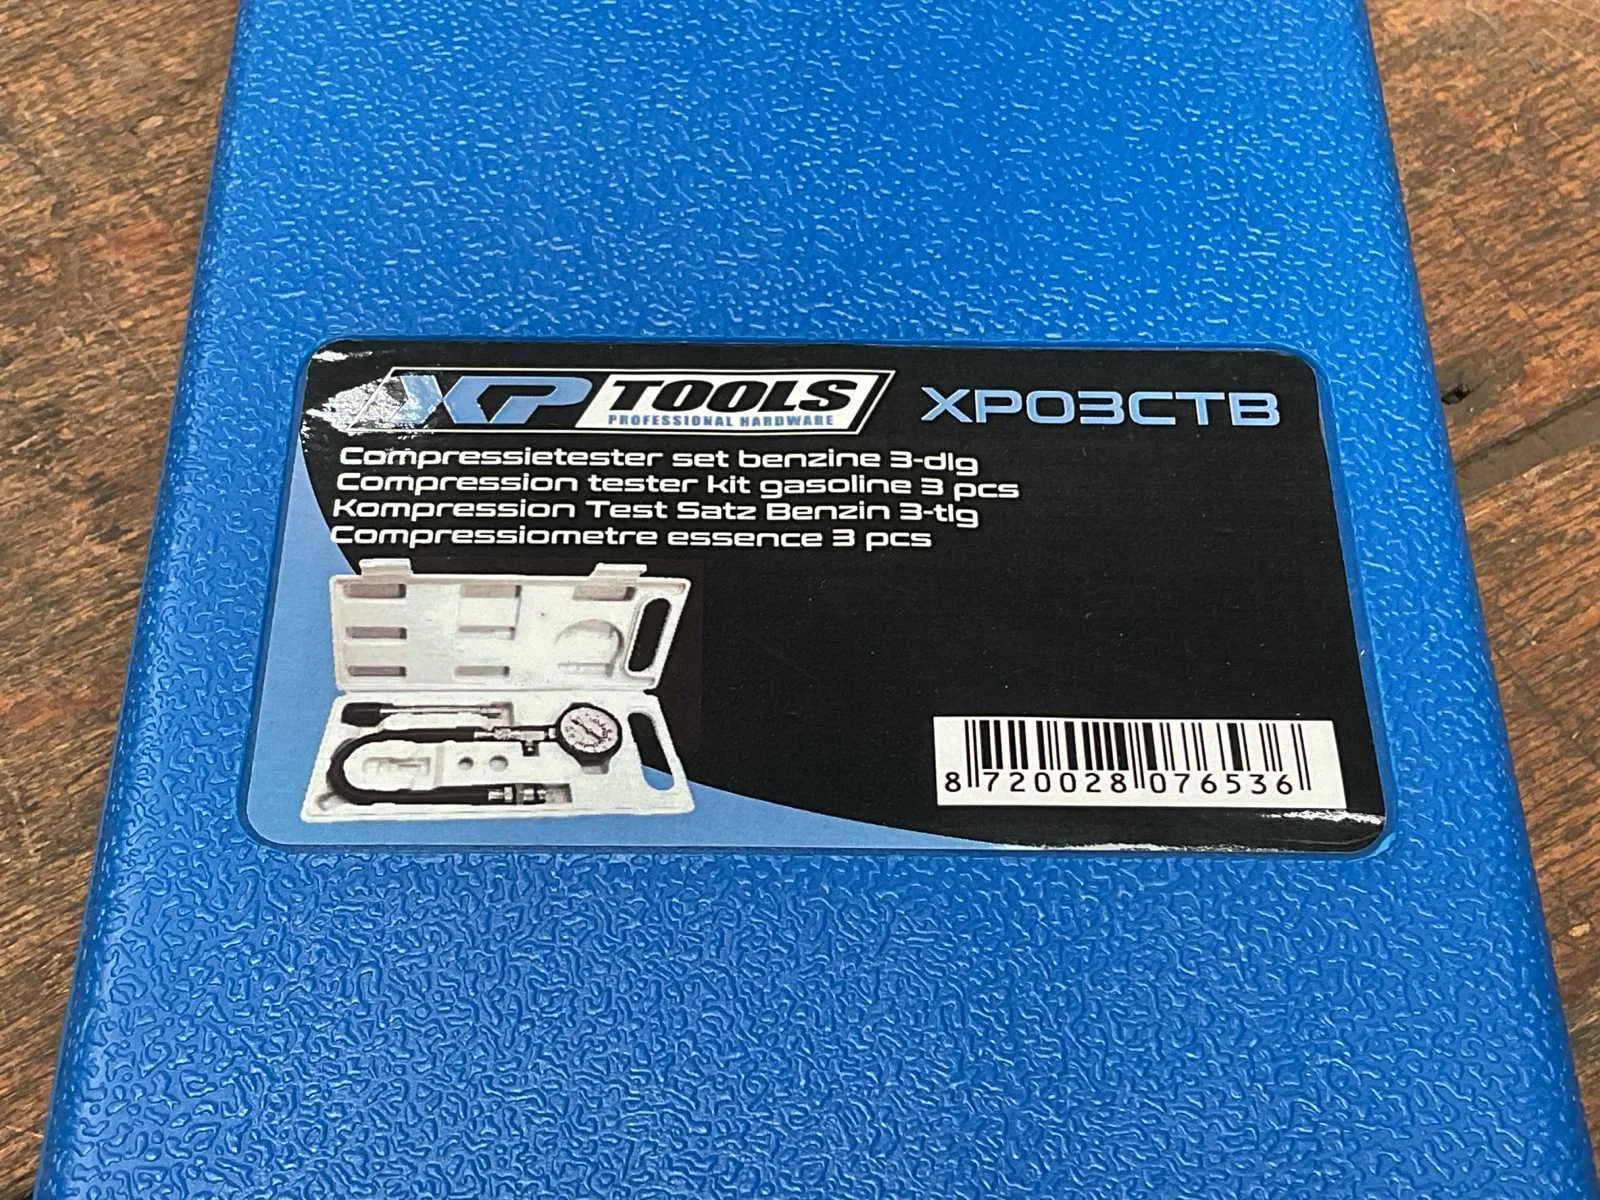 XP TOOLS
PROFESSIONAL HARDWARE
XP03CTB
Compressietester set benzine 3-dlg
Compression tester kit gasoline 3 pcs
Kompression Test Satz Benzin 3-tlg
Compressiometre essence 3 pcs
8 720028 076536